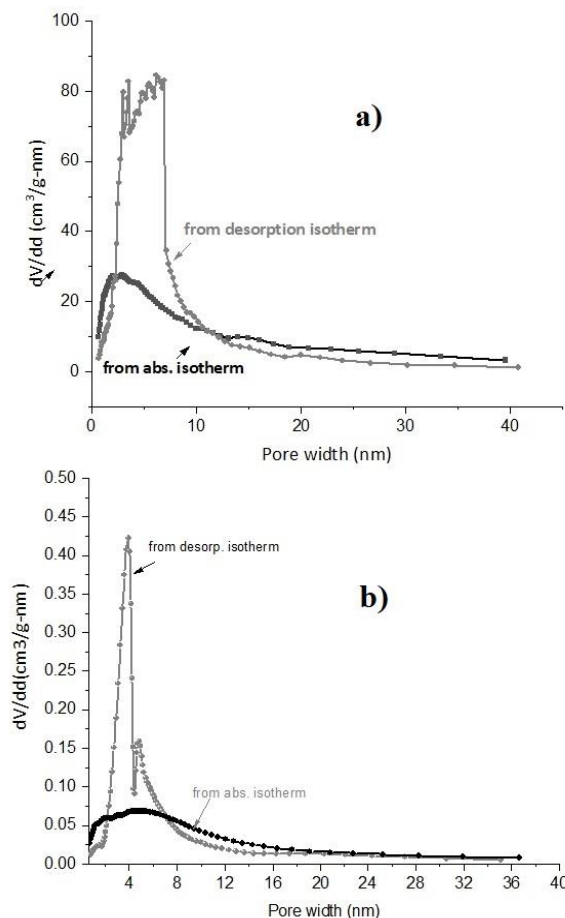 100
80
60
40
20
0
dV/dd (cm³/g-nm)
a)
from desorption isotherm
from abs. isotherm
0 10 20 30 40
Pore width (nm)
0.50
0.45
0.40
0.35
0.30
0.25
0.20
0.15
0.10
0.05
0.00
dV/dd(cm3/g-nm)
from desorp. isotherm
b)
from abs. isotherm
4 8 12 16 20 24 28 32 36 40
Pore width (nm)